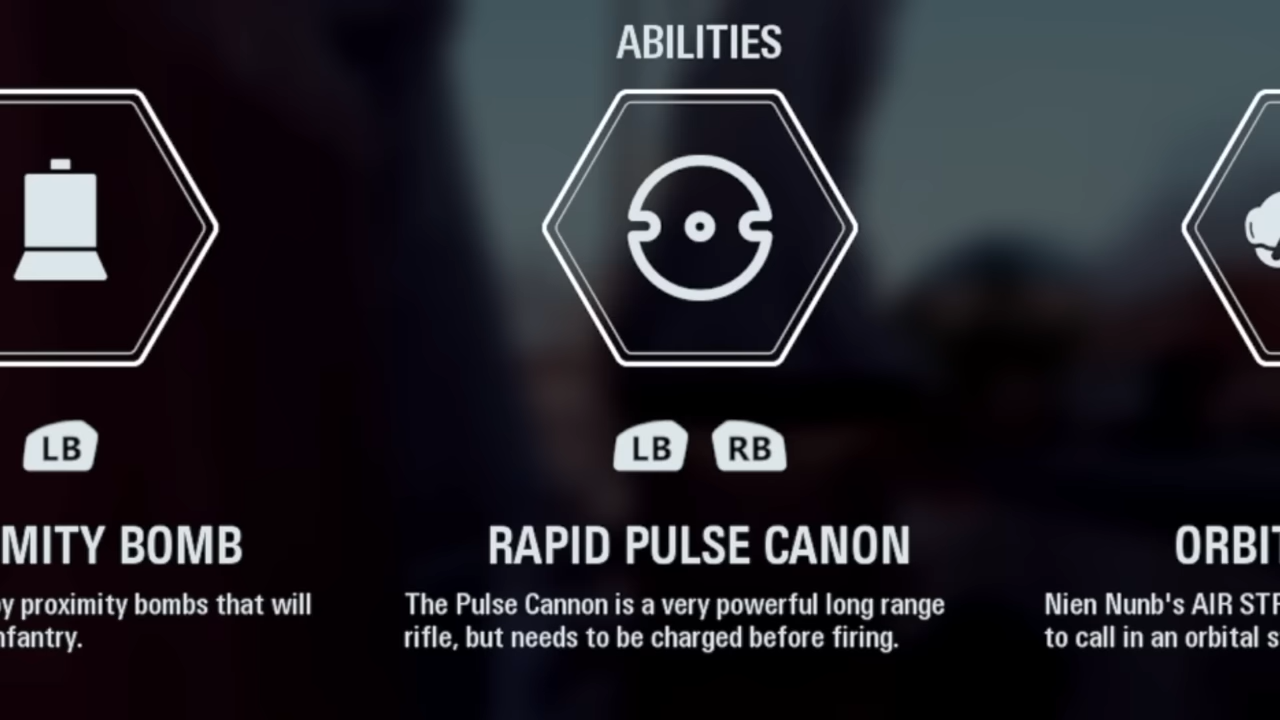 ABILITIES
LB
LB RB
MITY BOMB
RAPID PULSE CANON
ORBIT
y proximity bombs that will
nfantry.
The Pulse Cannon is a very powerful long range
rifle, but needs to be charged before firing.
Nien Nunb's AIR STR
to call in an orbital s